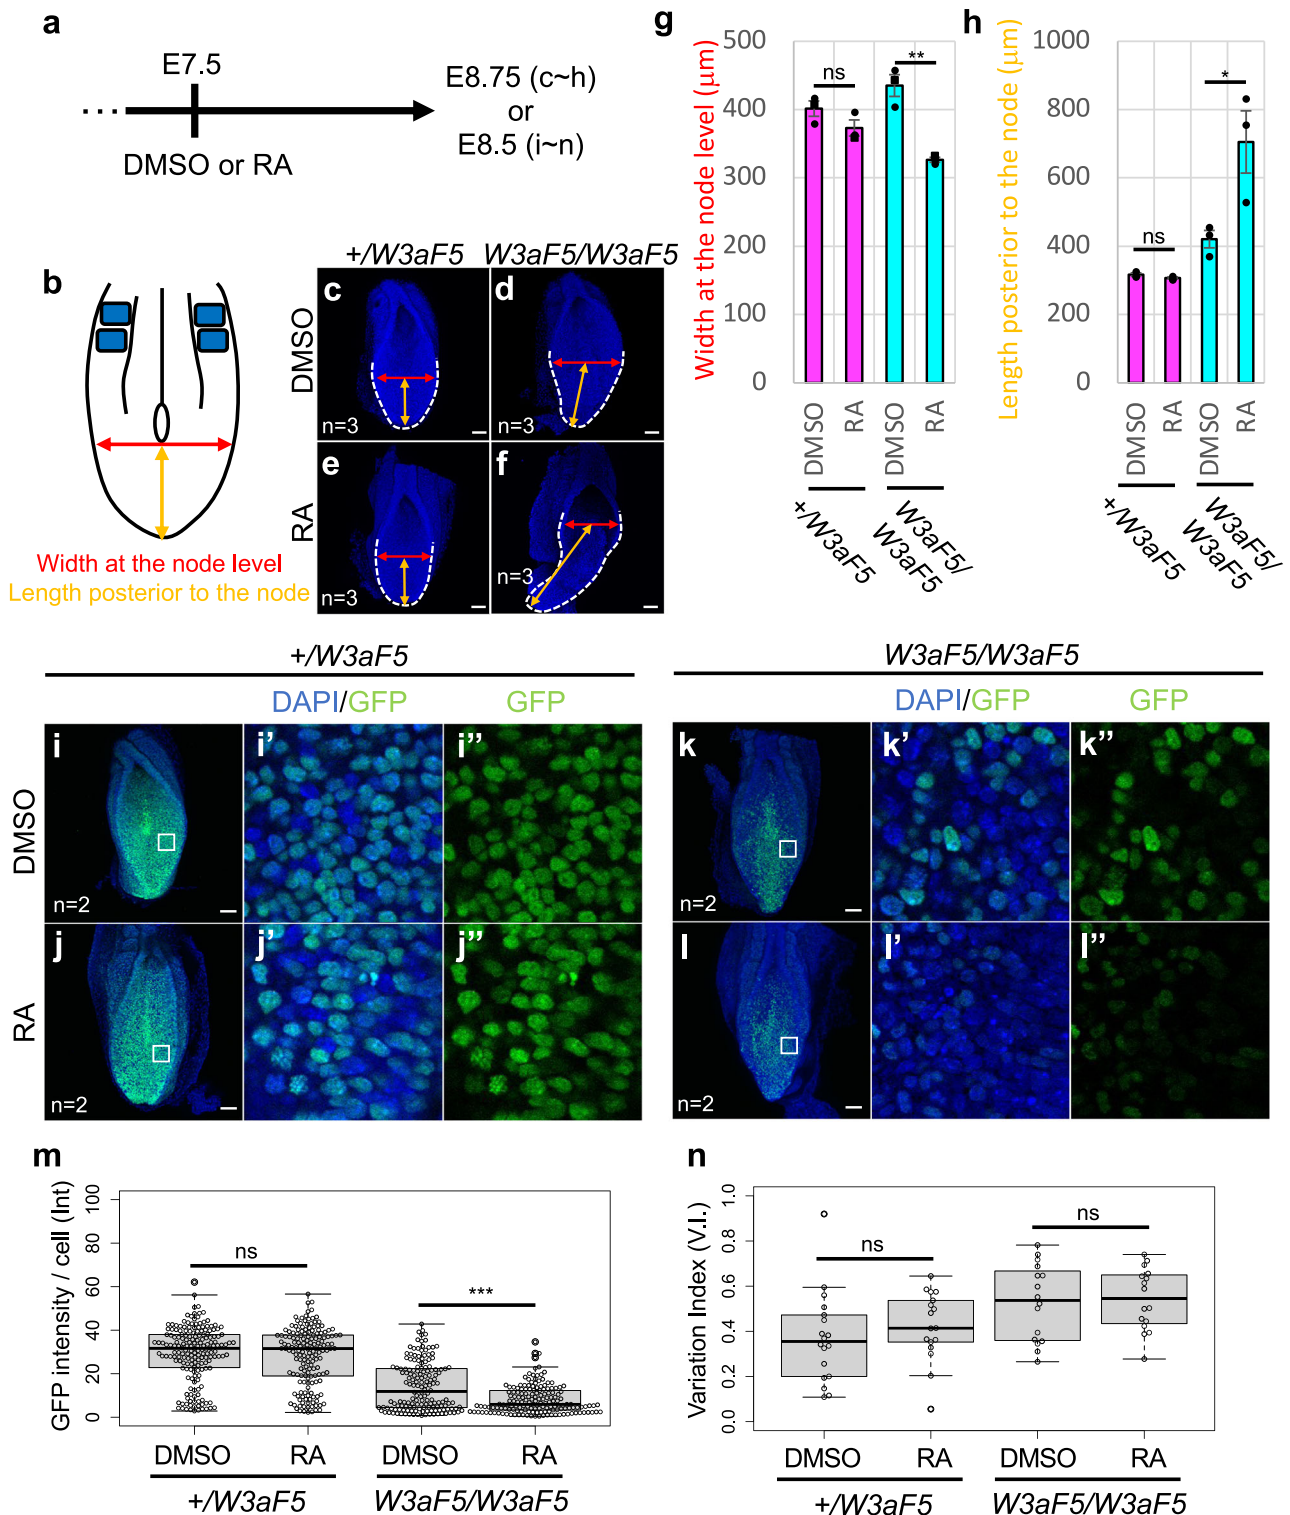 a
E7.5
DMSO or RA
E8.75 (c~h)
or
E8.5 (i~n)
b
Width at the node level
Length posterior to the node
+/W3aF5 W3aF5/W3aF5
DMSO
RA
c
n=3
d
n=3
e
n=3
f
n=3
g
Width at the node level (μm)
500
400
300
200
100
0
ns
**
DMSO
RA
DMSO
RA
+/W3aF5
W3aF5/
W3aF5
h
Length posterior to the node (μm)
1000
800
600
400
200
0
ns
*
DMSO
RA
DMSO
RA
+/W3aF5
W3aF5/
W3aF5
+/W3aF5
DAPI/GFP GFP
DMSO
RA
i
n=2
i’
i’’
j
n=2
j’
j’’
W3aF5/W3aF5
DAPI/GFP GFP
k
n=2
k’
k’’
l
n=2
l’
l’’
m
GFP intensity / cell (Int)
100
80
60
40
20
0
ns
***
DMSO RA DMSO RA
+/W3aF5 W3aF5/W3aF5
n
Variation Index (V.I.)
1.0
0.8
0.6
0.4
0.2
0.0
ns
ns
DMSO RA DMSO RA
+/W3aF5 W3aF5/W3aF5